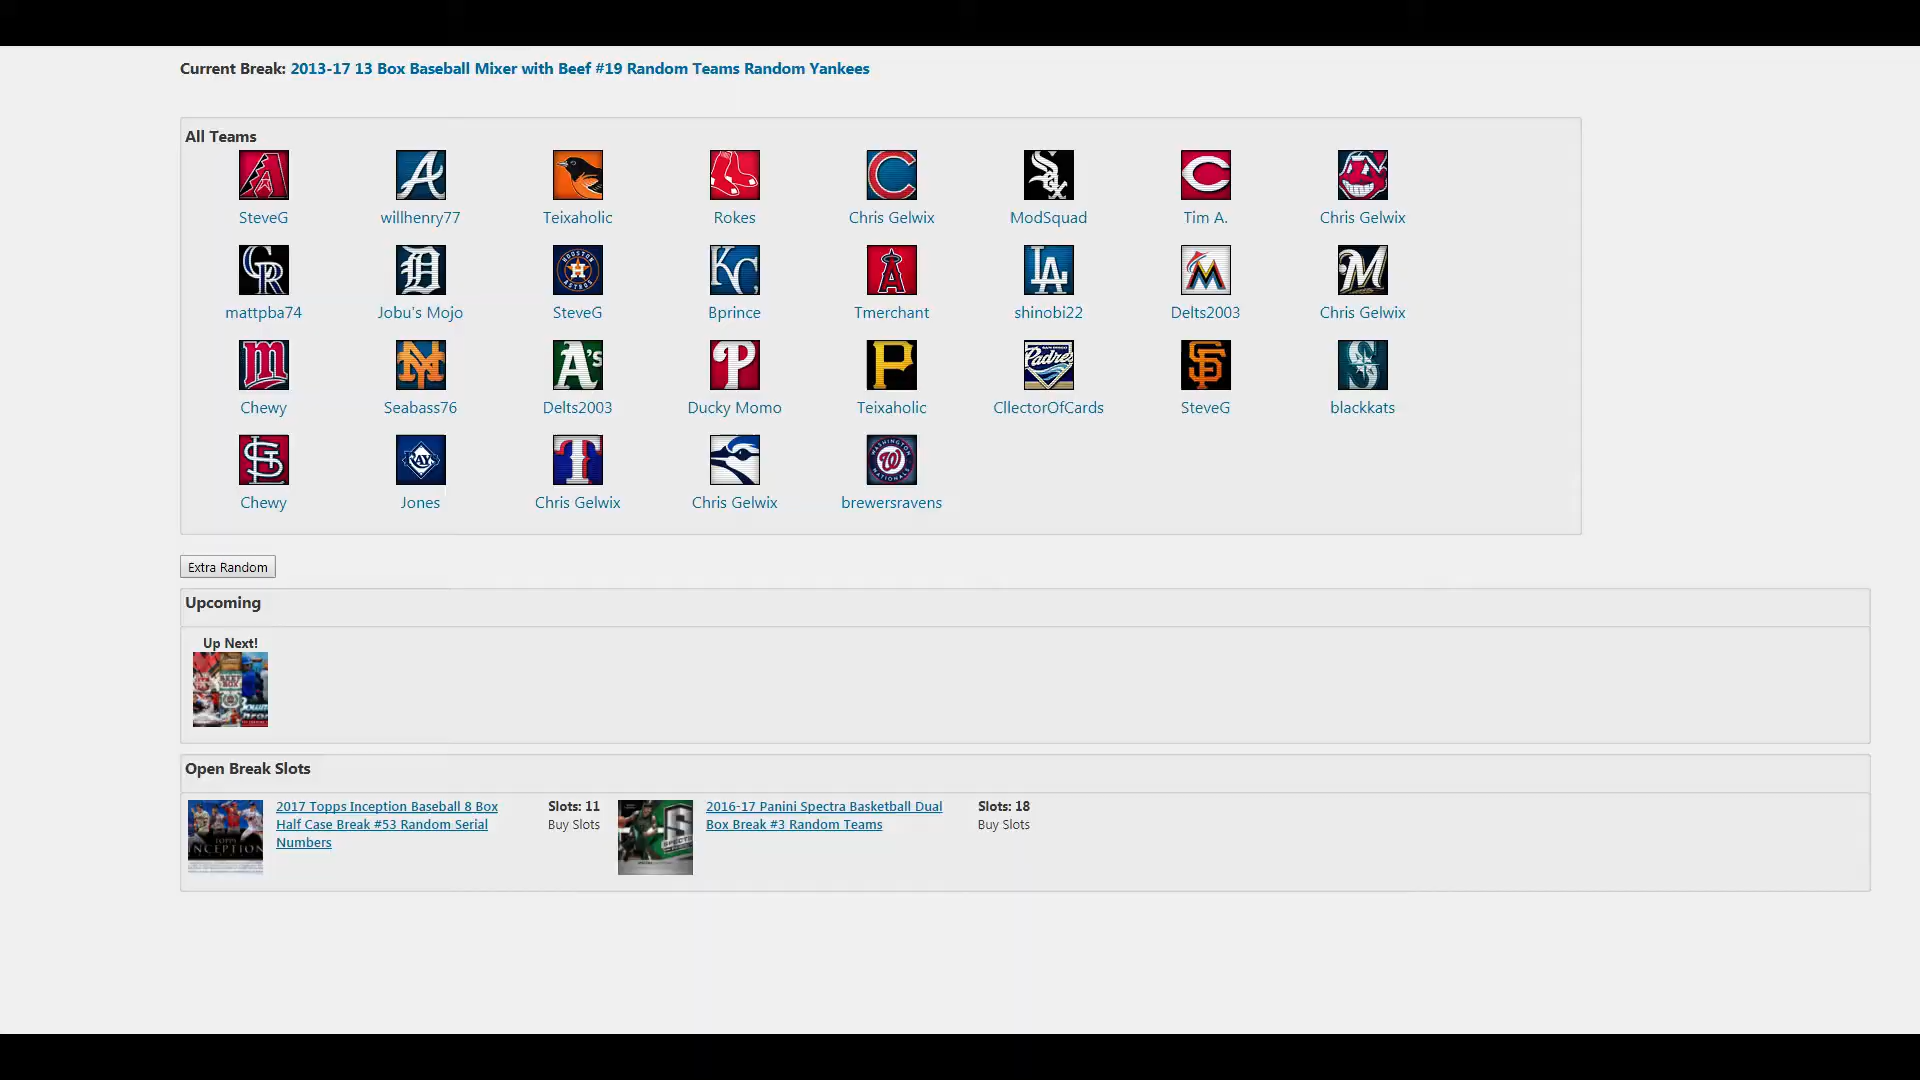 Current Break: 2013-17 13 Box Baseball Mixer with Beef #19 Random Teams Random Yankees
All Teams
SteveG willhenry77 Teixaholic Rokes Chris Gelwix ModSquad Tim A. Chris Gelwix
mattpba74 Jobu's Mojo SteveG Bprince Tmerchant shinobi22 Delts2003 Chris Gelwix
Chewy Seabass76 Delts2003 Ducky Momo Teixaholic CllectorOfCards SteveG blackkats
Chewy Jones Chris Gelwix Chris Gelwix brewersravens
Extra Random
Upcoming
Up Next!
Open Break Slots
2017 Topps Inception Baseball 8 Box
Half Case Break #53 Random Serial
Numbers
Slots: 11
Buy Slots
2016-17 Panini Spectra Basketball Dual
Box Break #3 Random Teams
Slots: 18
Buy Slots